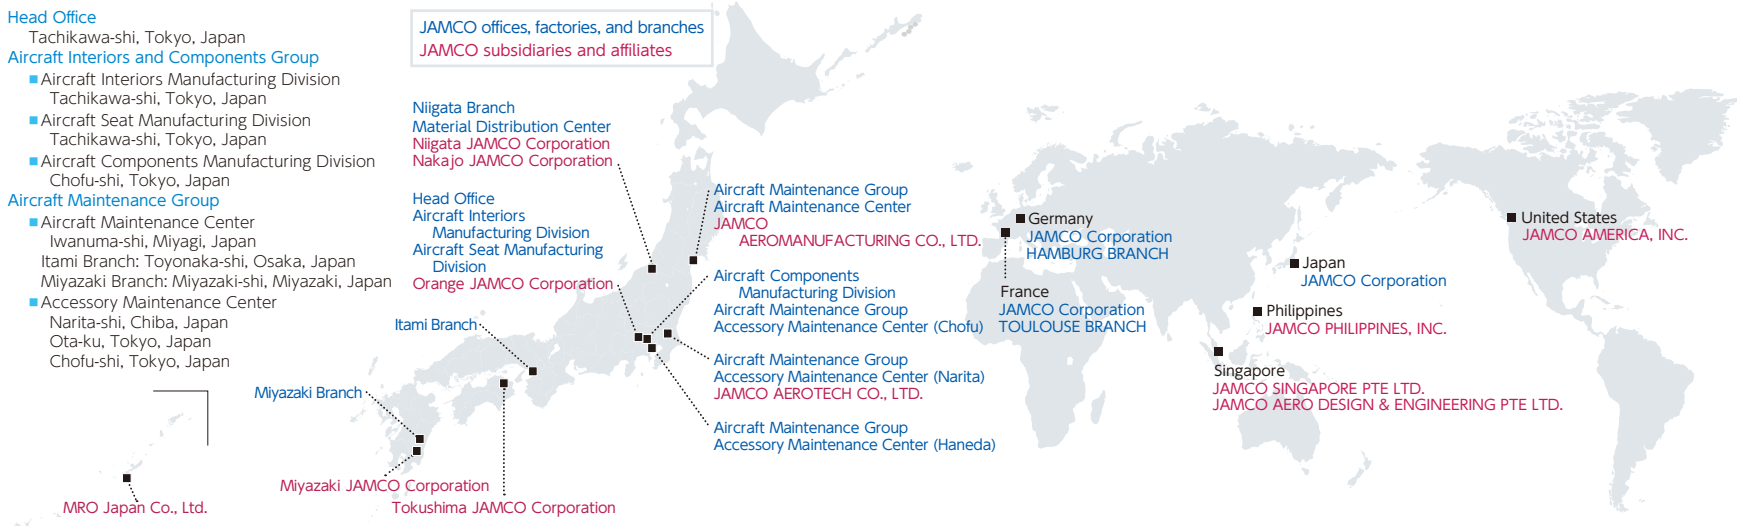 Head Office
Tachikawa-shi, Tokyo, Japan
Aircraft Interiors and Components Group
Aircraft Interiors Manufacturing Division
Tachikawa-shi, Tokyo, Japan
Aircraft Seat Manufacturing Division
Tachikawa-shi, Tokyo, Japan
Aircraft Components Manufacturing Division
Chofu-shi, Tokyo, Japan
Aircraft Maintenance Group
Aircraft Maintenance Center
Iwanuma-shi, Miyagi, Japan
Itami Branch: Toyonaka-shi, Osaka, Japan
Miyazaki Branch: Miyazaki-shi, Miyazaki, Japan
Accessory Maintenance Center
Narita-shi, Chiba, Japan
Ota-ku, Tokyo, Japan
Chofu-shi, Tokyo, Japan
JAMCO offices, factories, and branches
JAMCO subsidiaries and affiliates
Niigata Branch
Material Distribution Center
Niigata JAMCO Corporation
Nakajo JAMCO Corporation
Head Office
Aircraft Interiors
Manufacturing Division
Aircraft Seat Manufacturing
Division
Orange JAMCO Corporation
Itami Branch
Miyazaki Branch
Miyazaki JAMCO Corporation
Tokushima JAMCO Corporation
MRO Japan Co., Ltd.
Aircraft Maintenance Group
Aircraft Maintenance Center
JAMCO
AEROMANUFACTURING CO., LTD.
Aircraft Components
Manufacturing Division
Aircraft Maintenance Group
Accessory Maintenance Center (Chofu)
Aircraft Maintenance Group
Accessory Maintenance Center (Narita)
JAMCO AEROTECH CO., LTD.
Aircraft Maintenance Group
Accessory Maintenance Center (Haneda)
Germany
JAMCO Corporation
HAMBURG BRANCH
France
JAMCO Corporation
TOULOUSE BRANCH
Japan
JAMCO Corporation
Philippines
JAMCO PHILIPPINES, INC.
Singapore
JAMCO SINGAPORE PTE LTD.
JAMCO AERO DESIGN & ENGINEERING PTE LTD.
United States
JAMCO AMERICA, INC.